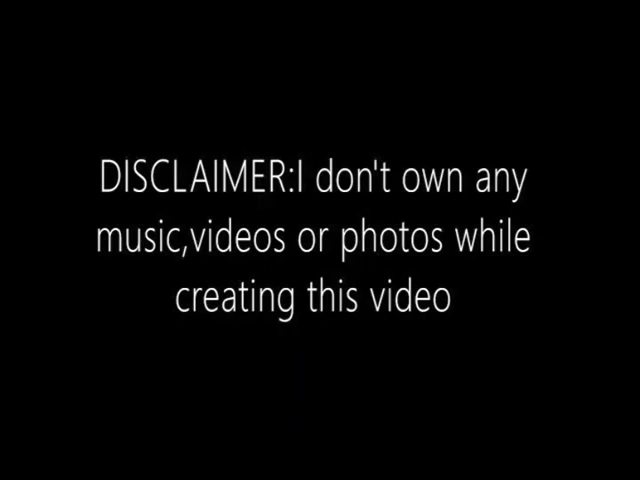 DISCLAIMER:I don't own any
music,videos or photos while
creating this video